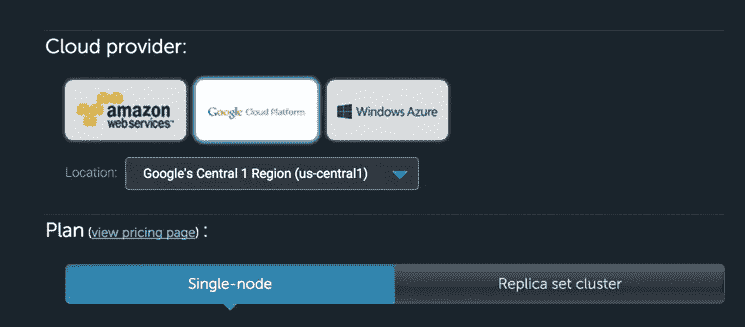 Cloud provider:
amazon
webservices™
Google Cloud Platform
Windows Azure
Location:
Google's Central 1 Region (us-central1)
Plan (view pricing page) :
Single-node
Replica set cluster